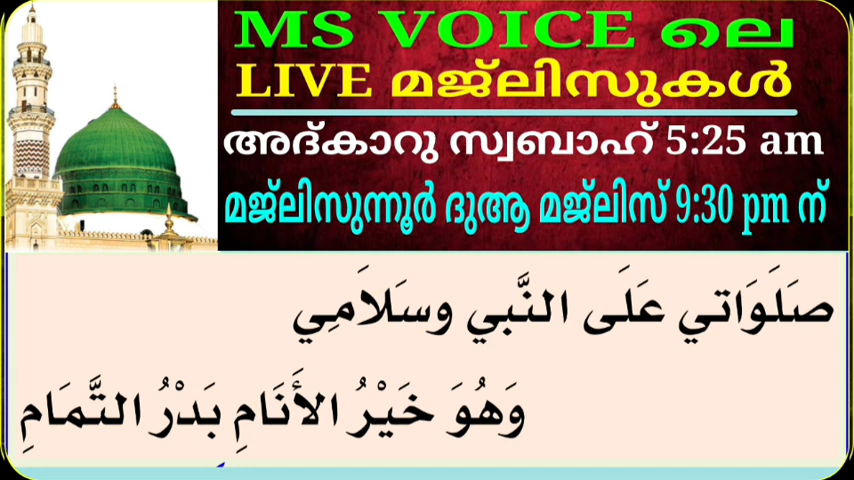 MS VOICE ലെ
LIVE മജ്ലിസുകൾ
അദ്കാറു സ്വബാഹ് 5:25 am
മജ്ലിസുന്നൂർ ദുആ മജ്ലിസ് 9:30 pm ന്
صَلَوَاتي عَلَى النَّبي وسَلاَمِي
وَهُوَ خَيْرُ الأَنَامِ بَدْرُ التَّمَامِ